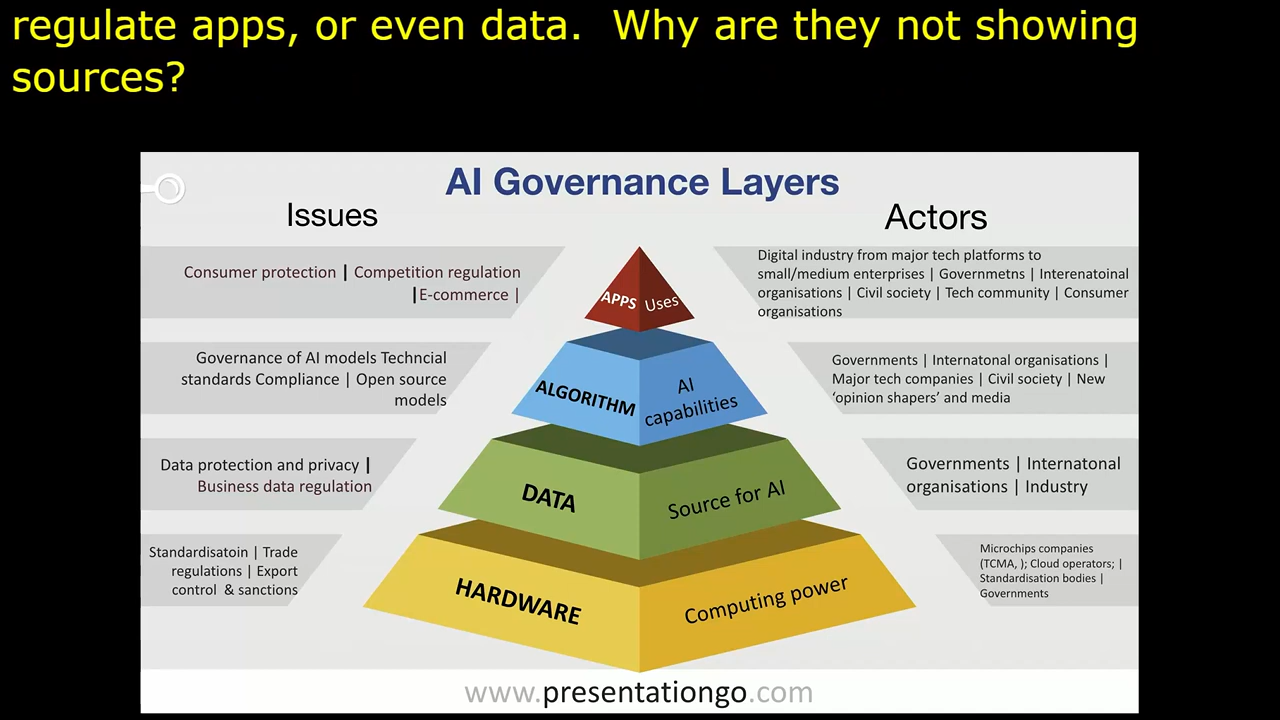 regulate apps, or even data.  Why are they not showing
sources?
AI Governance Layers
Issues
Actors
Consumer protection | Competition regulation
|E-commerce |
APPS
Uses
Digital industry from major tech platforms to
small/medium enterprises | Governmetns | Interenatoinal
organisations | Civil society | Tech community | Consumer
organisations
Governance of AI models Techncial
standards Compliance | Open source
models
ALGORITHM
AI
capabilities
Governments | Internatonal organisations |
Major tech companies | Civil society | New
‘opinion shapers’ and media
Data protection and privacy |
Business data regulation
DATA
Source for AI
Governments | Internatonal
organisations | Industry
Standardisatoin | Trade
regulations | Export
control  & sanctions
HARDWARE
Computing power
Microchips companies
(TCMA, ); Cloud operators; |
Standardisation bodies |
Governments
www.presentationgo.com